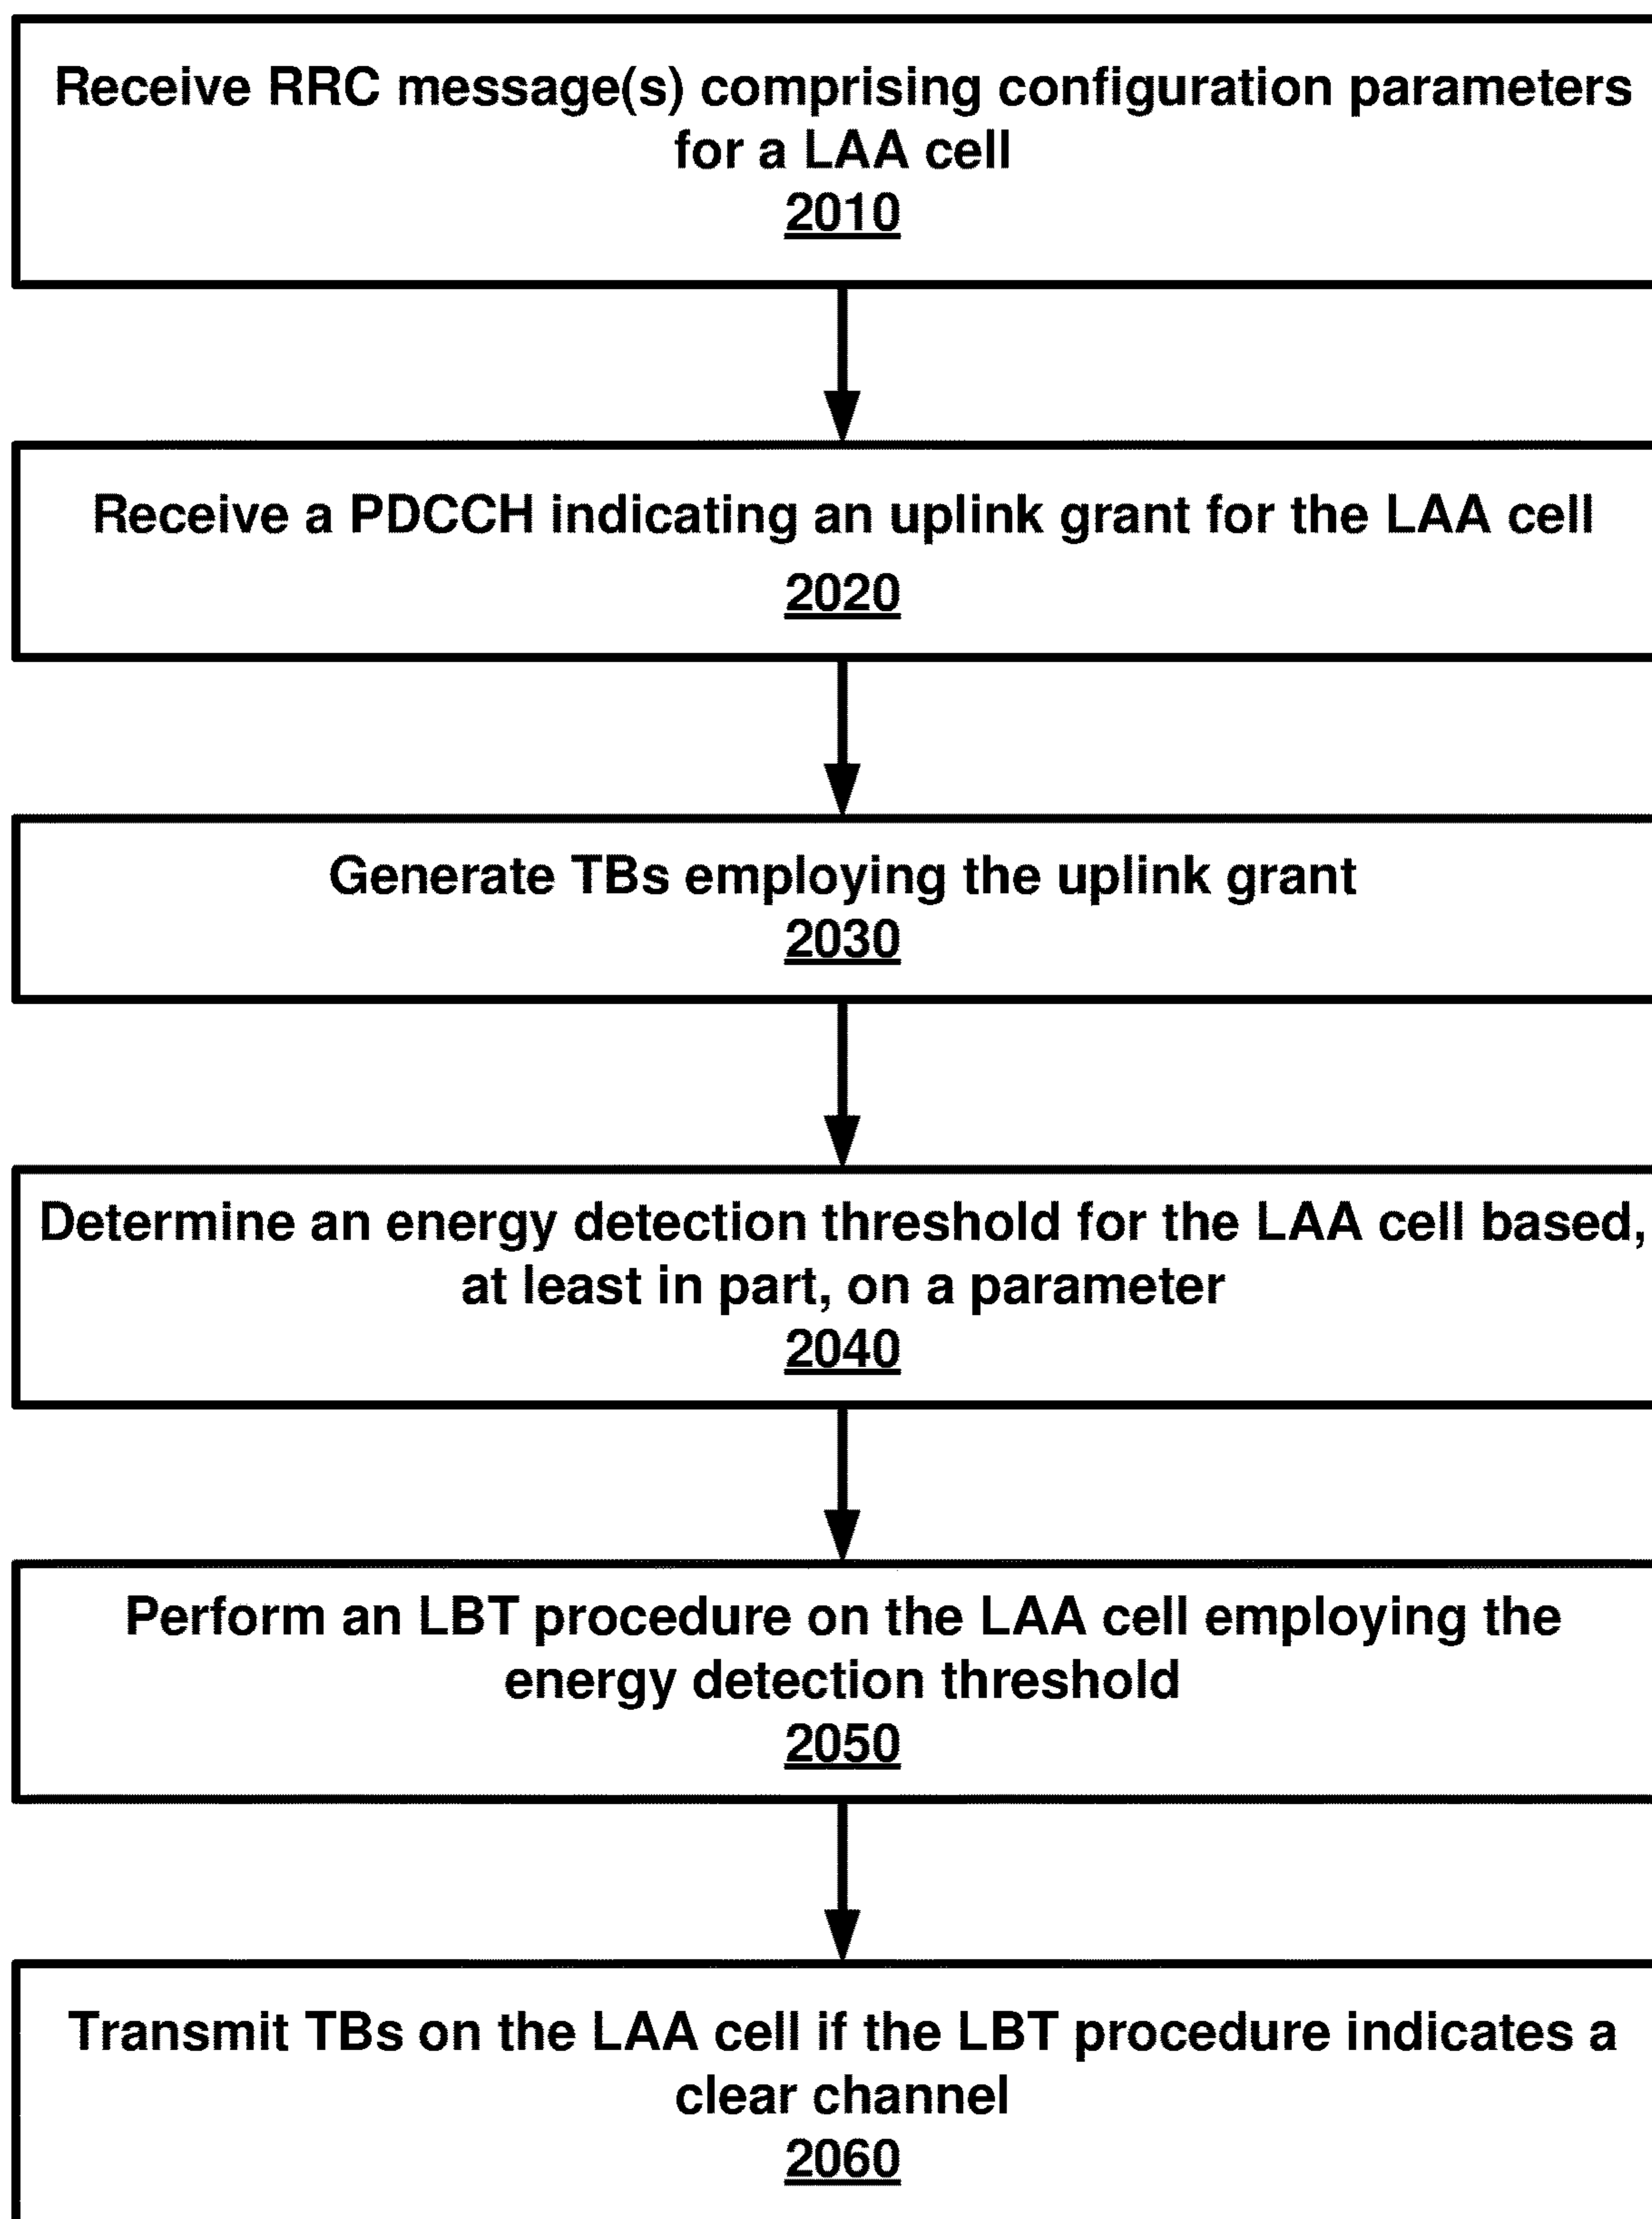 Receive RRC message(s) comprising configuration parameters
for a LAA cell
2010
Receive a PDCCH indicating an uplink grant for the LAA cell
2020
Generate TBs employing the uplink grant
2030
Determine an energy detection threshold for the LAA cell based,
at least in part, on a parameter
2040
Perform an LBT procedure on the LAA cell employing the
energy detection threshold
2050
Transmit TBs on the LAA cell if the LBT procedure indicates a
clear channel
2060